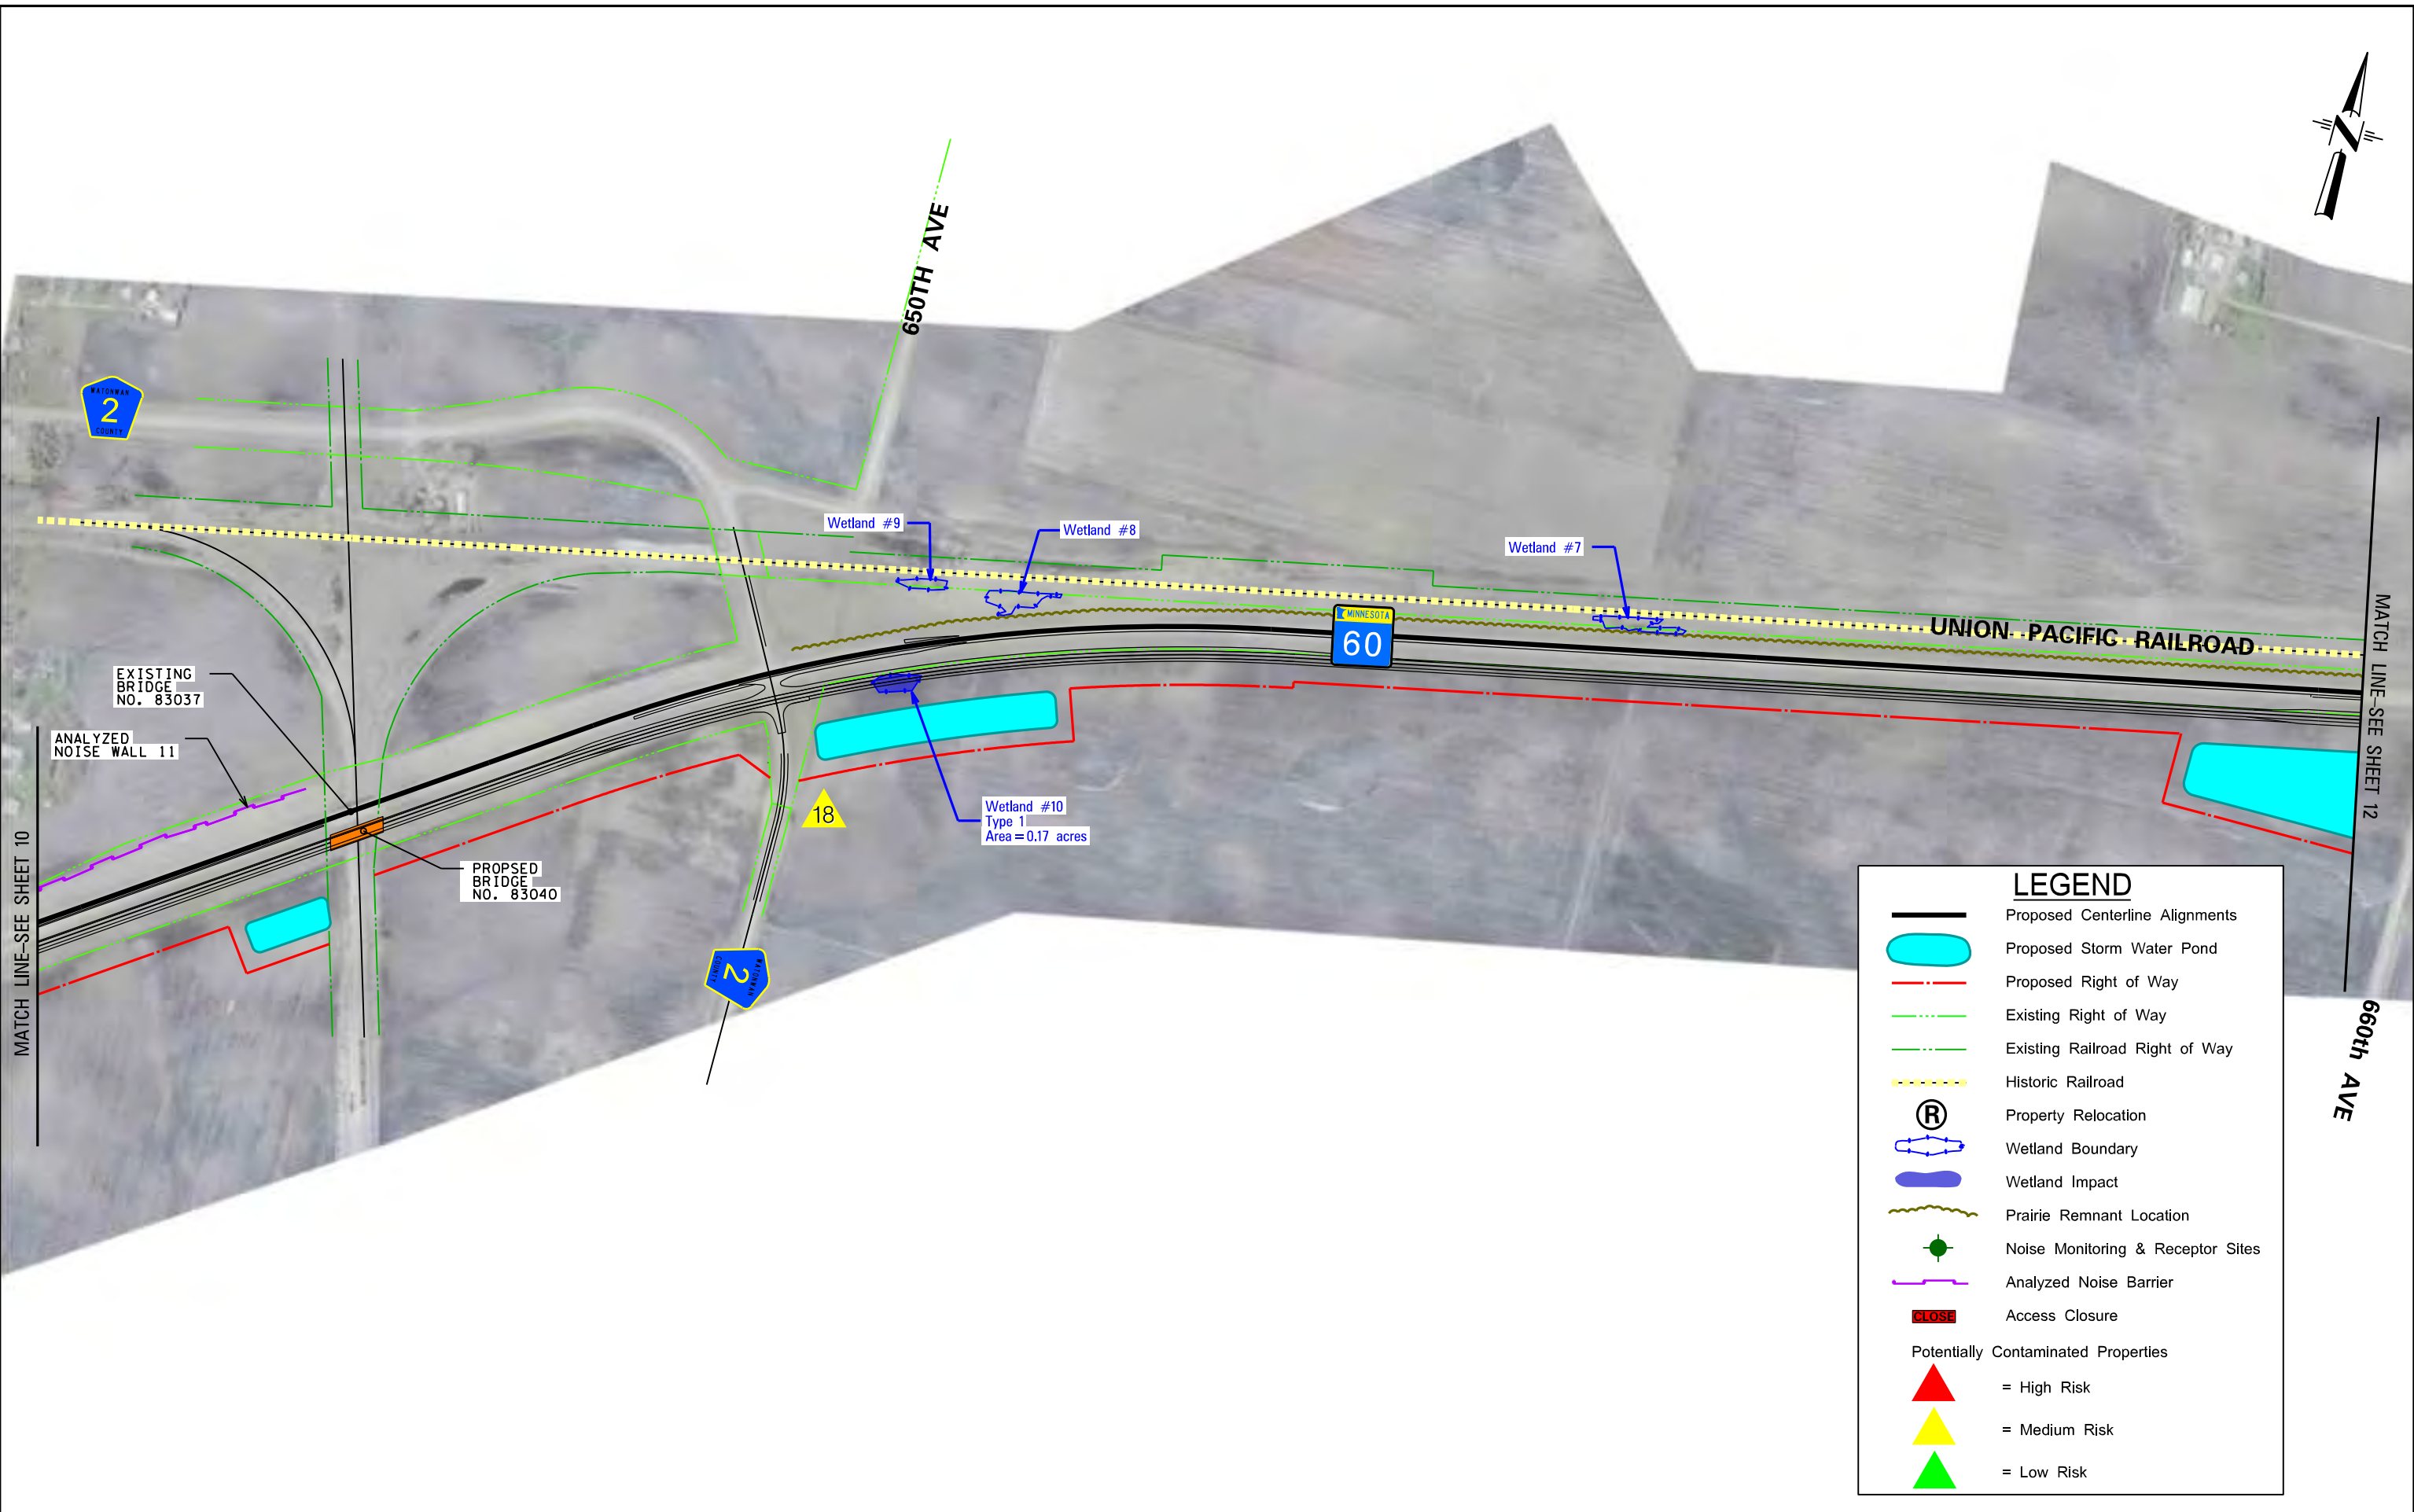 650TH AVE
WATONWAN
2
COUNTY
Wetland #9
Wetland #8
Wetland #7
MINNESOTA
60
UNION PACIFIC RAILROAD
EXISTING
BRIDGE
NO. 83037
ANALYZED
NOISE WALL 11
PROPSED
BRIDGE
NO. 83040
18
Wetland #10
Type 1
Area=0.17 acres
WATONWAN
2
COUNTY
MATCH LINE-SEE SHEET 10
MATCH LINE-SEE SHEET 12
660th AVE
N
LEGEND
Proposed Centerline Alignments
Proposed Storm Water Pond
Proposed Right of Way
Existing Right of Way
Existing Railroad Right of Way
Historic Railroad
R Property Relocation
Wetland Boundary
Wetland Impact
Prairie Remnant Location
Noise Monitoring & Receptor Sites
Analyzed Noise Barrier
CLOSE Access Closure
Potentially Contaminated Properties
= High Risk
= Medium Risk
= Low Risk